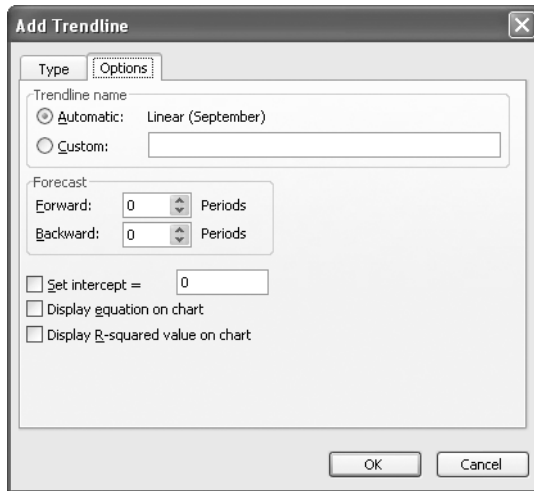 Add Trendline
Type Options
Trendline name
Automatic: Linear (September)
Custom:
Forecast
Forward: 0 Periods
Backward: 0 Periods
Set intercept = 0
Display equation on chart
Display R-squared value on chart
OK Cancel